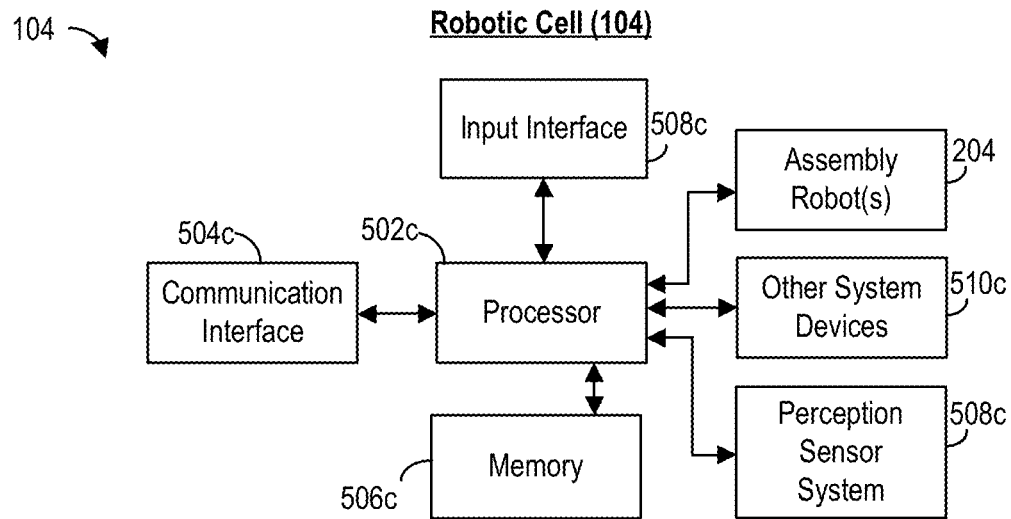 Robotic Cell (104)
104
Input Interface
508c
Assembly
Robot(s)
204
504c
502c
Communication
Interface
Processor
Other System
Devices
510c
Memory
506c
Perception
Sensor
System
508c